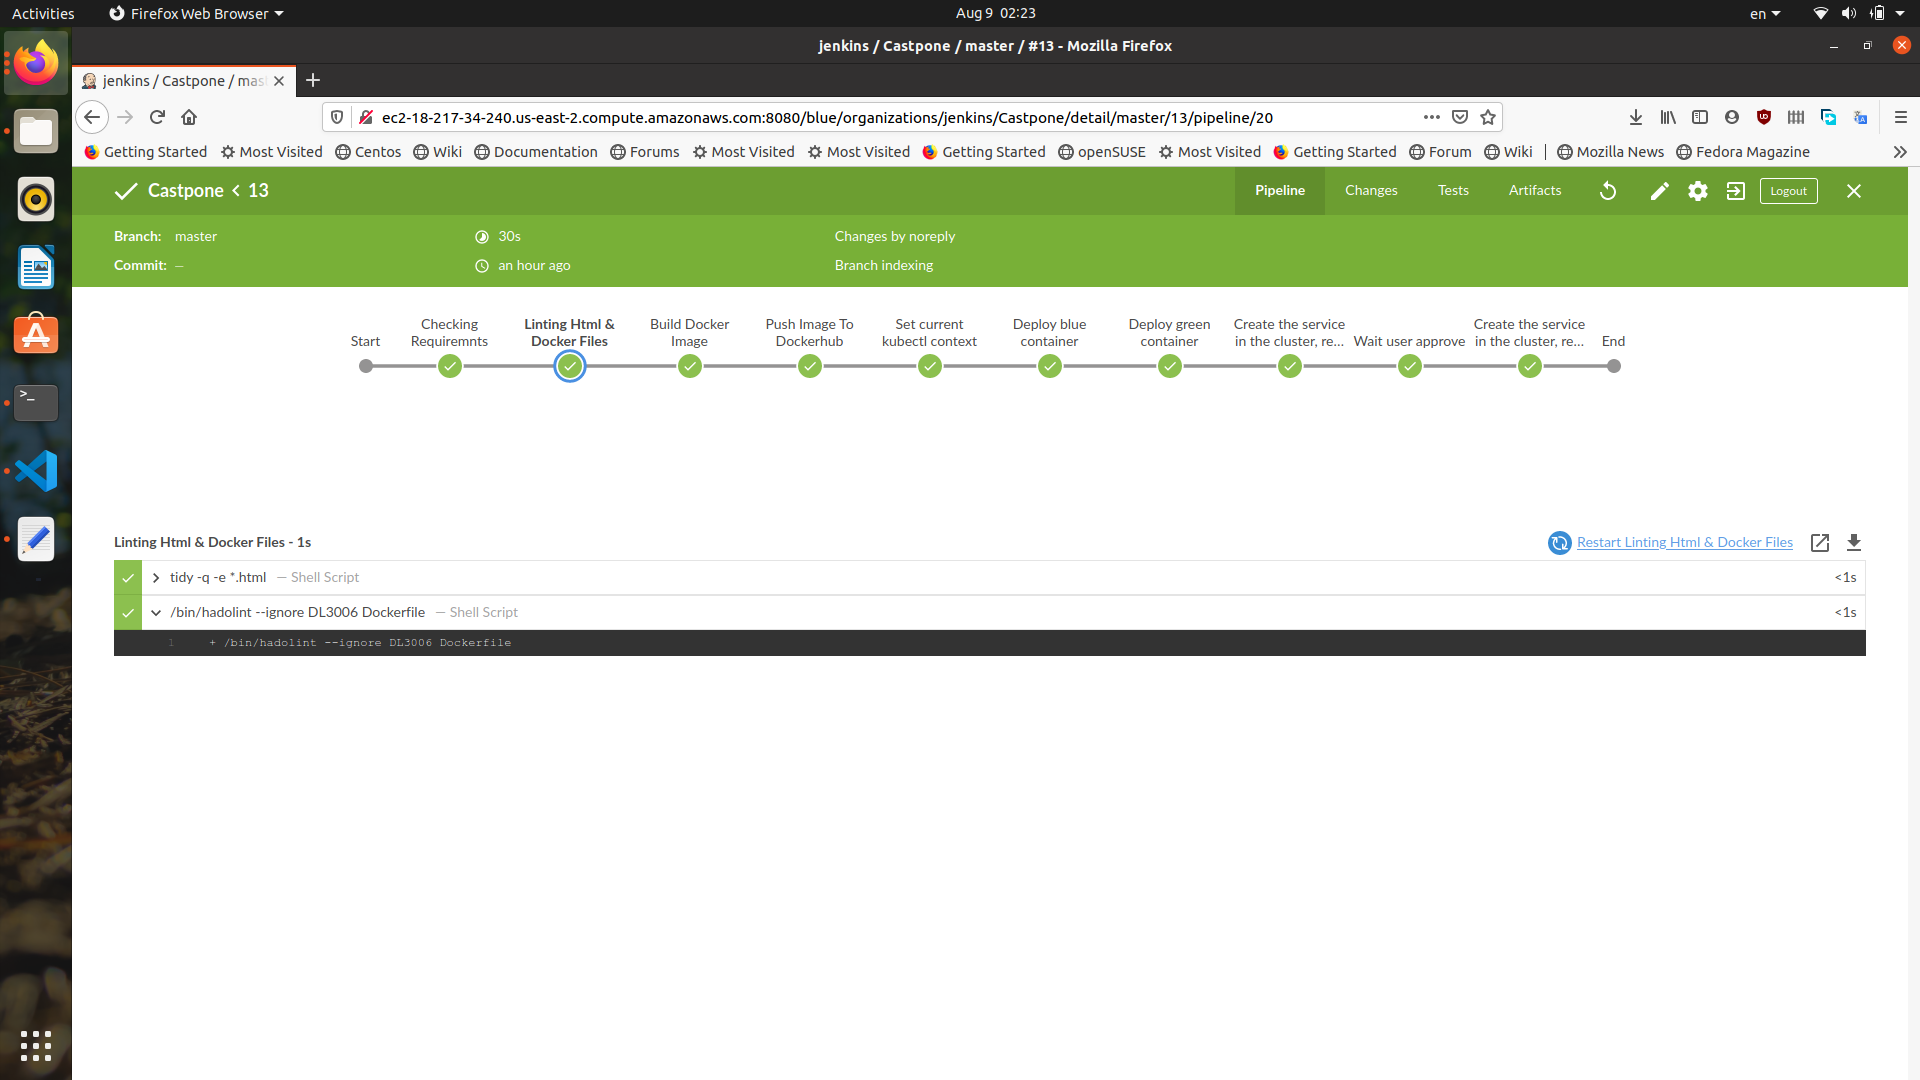 Activities Firefox Web Browser Aug 9 02:23 en
jenkins / Castpone / master / #13 - Mozilla Firefox
jenkins / Castpone / mas
ec2-18-217-34-240.us-east-2.compute.amazonaws.com:8080/blue/organizations/jenkins/Castpone/detail/master/13/pipeline/20
Getting Started Most Visited Centos Wiki Documentation Forums Most Visited Most Visited Getting Started openSUSE Most Visited Getting Started Forum Wiki Mozilla News Fedora Magazine
Castpone < 13 Pipeline Changes Tests Artifacts Logout
Branch: master 30s Changes by noreply
Commit: — an hour ago Branch indexing
Start
Checking
Requiremnts
Linting Html &
Docker Files
Build Docker
Image
Push Image To
Dockerhub
Set current
kubectl context
Deploy blue
container
Deploy green
container
Create the service
in the cluster, re...
Wait user approve
Create the service
in the cluster, re...
End
Linting Html & Docker Files - 1s Restart Linting Html & Docker Files
tidy -q -e *.html — Shell Script <1s
/bin/hadolint --ignore DL3006 Dockerfile — Shell Script <1s
1 + /bin/hadolint --ignore DL3006 Dockerfile